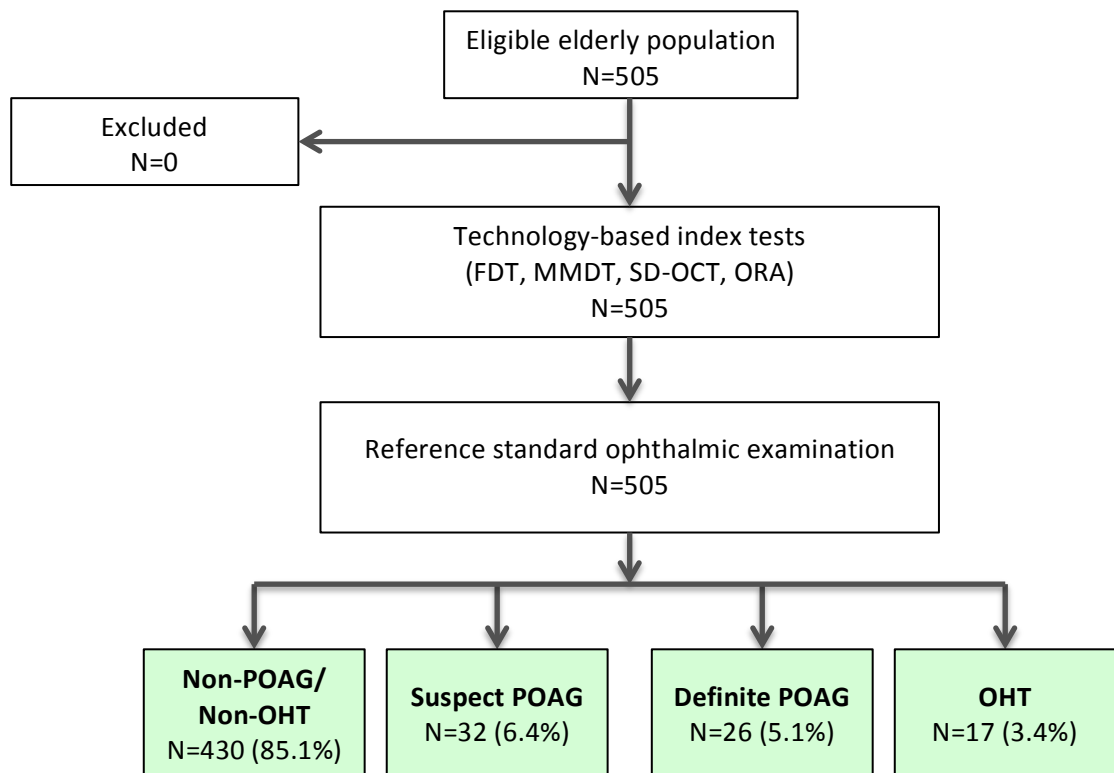 Eligible elderly population
N=505
Excluded
N=0
Technology-based index tests
(FDT, MMDT, SD-OCT, ORA)
N=505
Reference standard ophthalmic examination
N=505
Non-POAG/
Non-OHT
N=430 (85.1%)
Suspect POAG
N=32 (6.4%)
Definite POAG
N=26 (5.1%)
OHT
N=17 (3.4%)